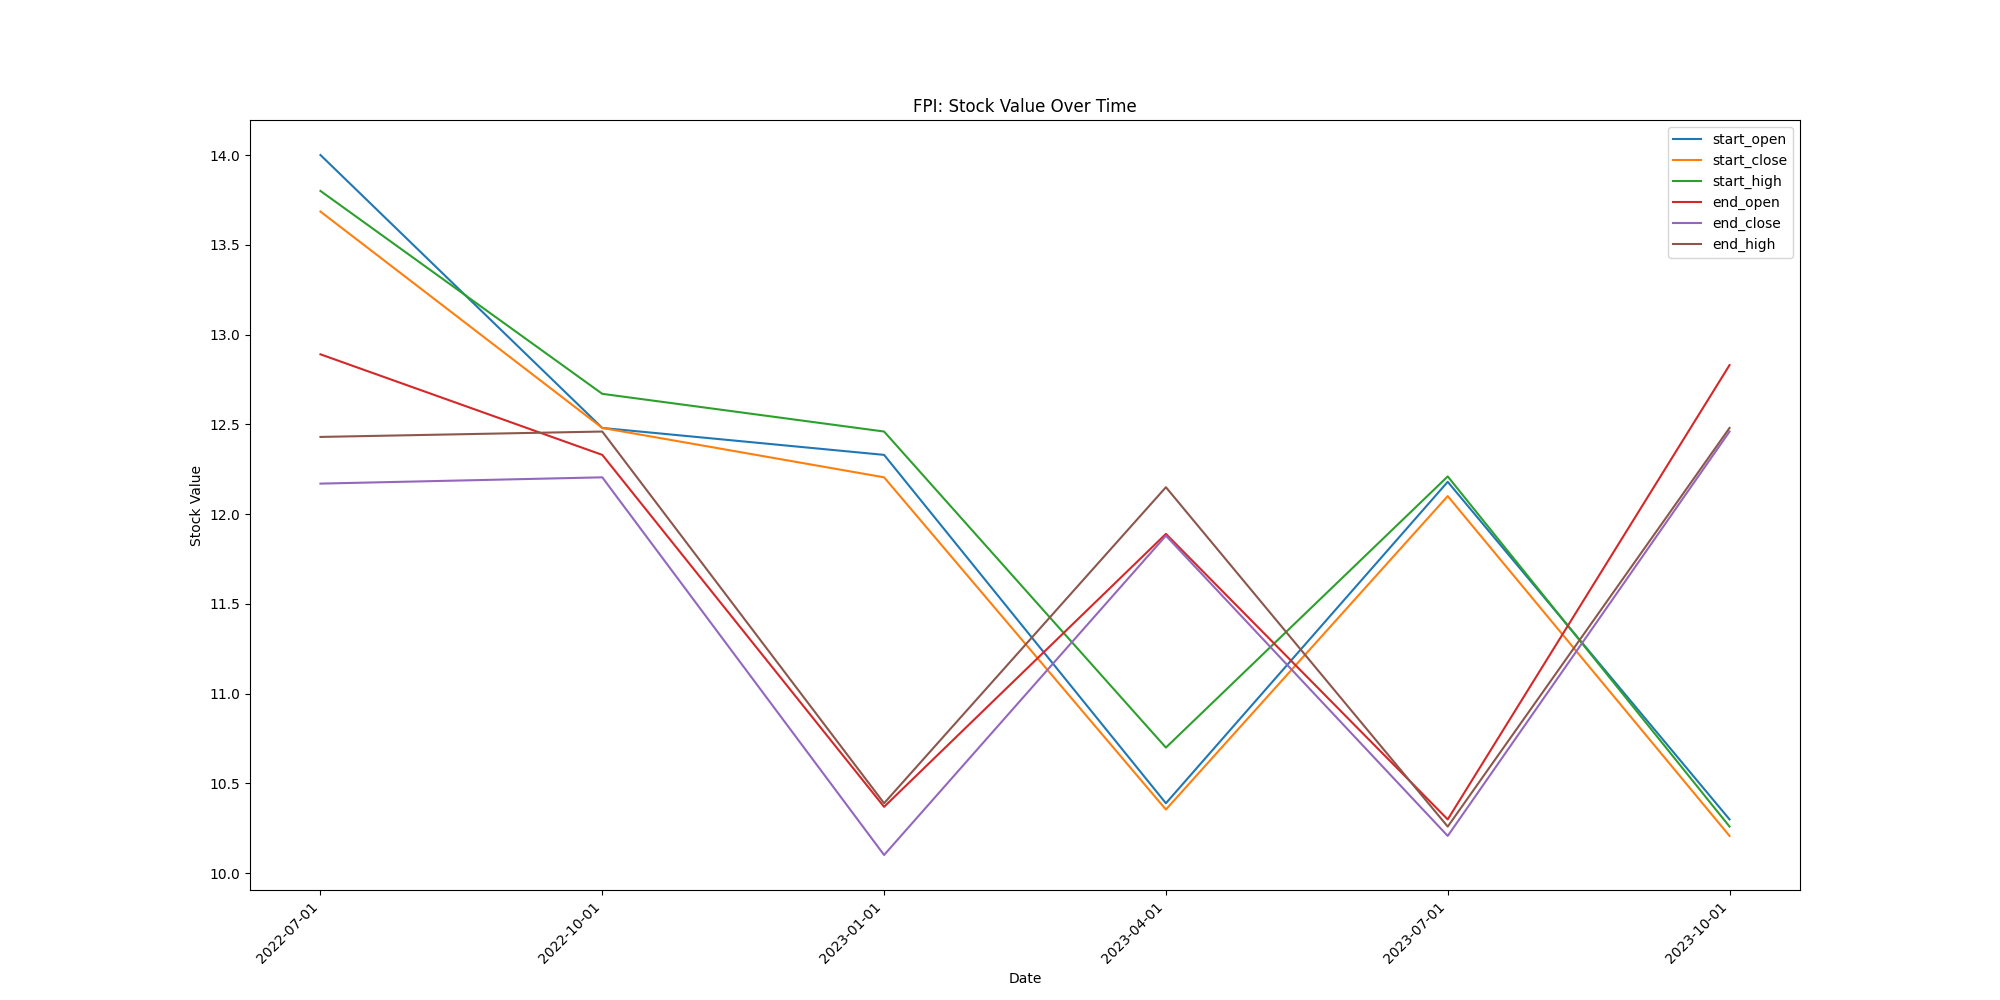 FPI: Stock Value Over Time
start_open
start_close
start_high
end_open
end_close
end_high
14.0
13.5
13.0
12.5
12.0
11.5
11.0
10.5
10.0
Stock Value
2022-07-01
2022-10-01
2023-01-01
2023-04-01
2023-07-01
2023-10-01
Date